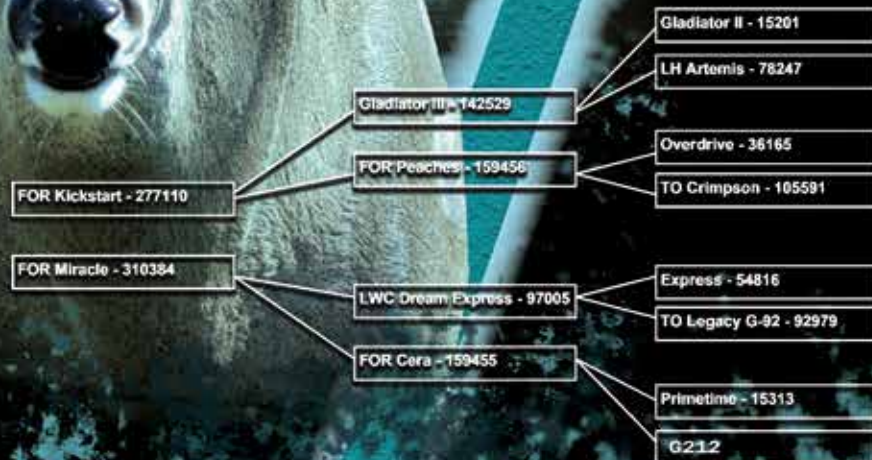 Gladiator II - 15201
LH Artemis - 78247
Gladiator III - 142529
FOR Peaches - 159456
Overdrive - 36165
TO Crimpson - 105591
FOR Kickstart - 277110
FOR Miracle - 310384
LWC Dream Express - 97005
Express - 54816
TO Legacy G-92 - 92979
FOR Cera - 159455
Primetime - 15313
G212